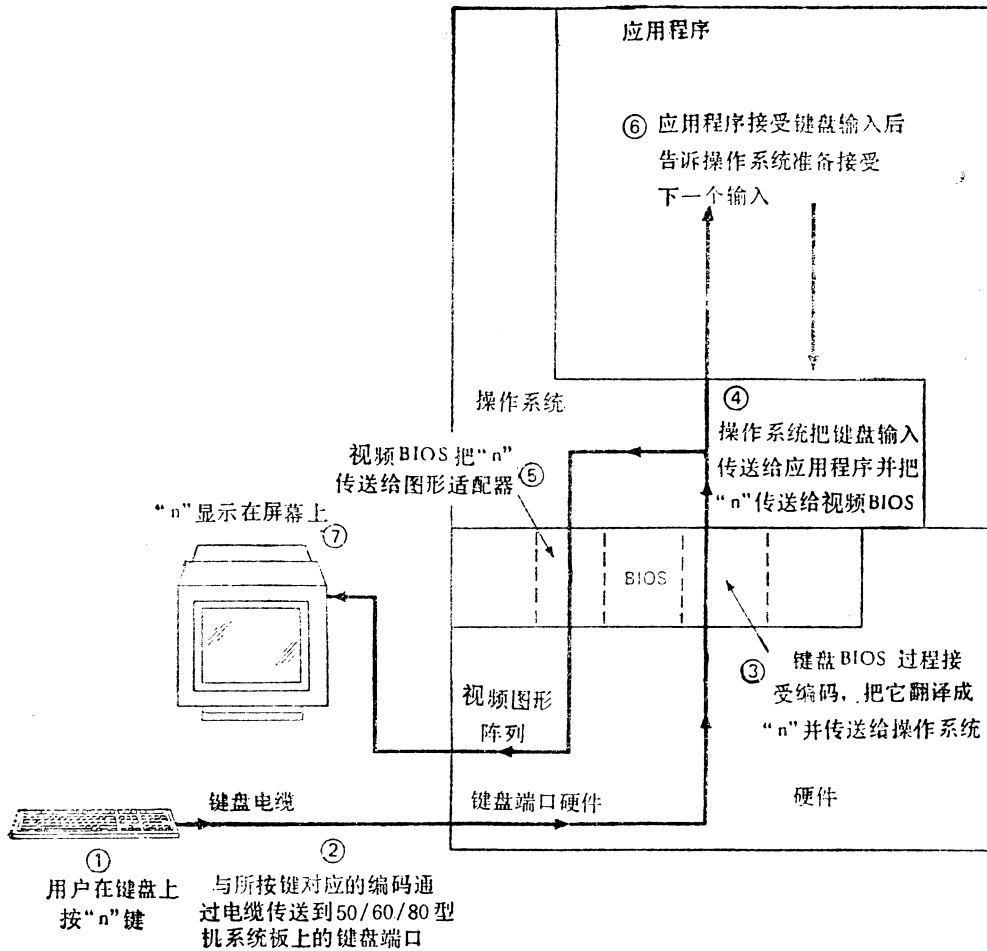 应用程序
⑥ 应用程序接受键盘输入后
告诉操作系统准备接受
下一个输入
操作系统
④
操作系统把键盘输入
传送给应用程序并把
“n”传送给视频BIOS
视频BIOS把“n”
传送给图形适配器⑤
“n”显示在屏幕上
⑦
BIOS
③ 键盘BIOS 过程接
受编码，把它翻译成
“n”并传送给操作系统
视频图形
阵列
键盘电缆
键盘端口硬件
硬件
①
用户在键盘上
按“n”键
②
与所按键对应的编码通
过电缆传送到50/60/80型
机系统板上的键盘端口